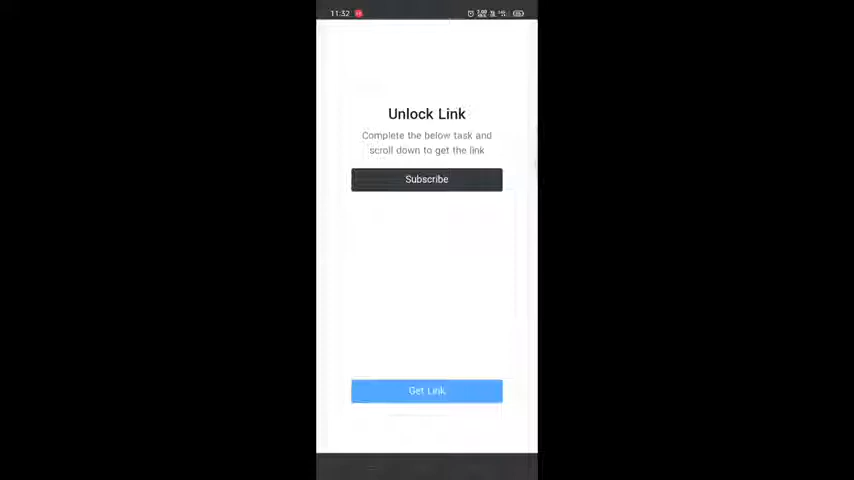 11:32
Unlock Link
Complete the below task and
scroll down to get the link
Subscribe
Get Link